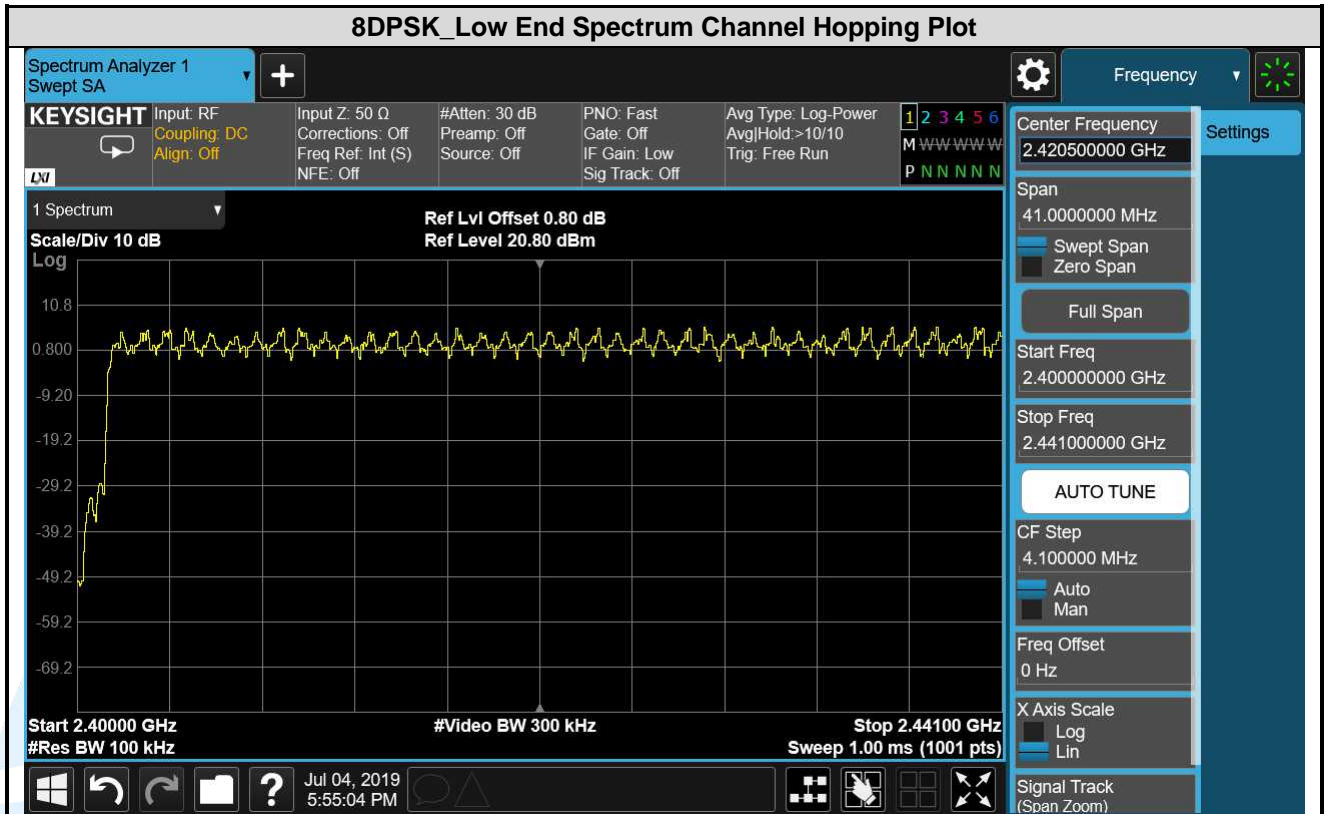 8DPSK_Low End Spectrum Channel Hopping Plot
Spectrum Analyzer 1
Swept SA
+
Frequency
KEYSIGHT
LXI
Input: RF
Coupling: DC
Align: Off
Input Z: 50 Ω
Corrections: Off
Freq Ref: Int (S)
NFE: Off
#Atten: 30 dB
Preamp: Off
Source: Off
PNO: Fast
Gate: Off
IF Gain: Low
Sig Track: Off
Avg Type: Log-Power
Avg|Hold:>10/10
Trig: Free Run
1 2 3 4 5 6
M W W W W W
P N N N N N
1 Spectrum
Scale/Div 10 dB
Log
Ref Lvl Offset 0.80 dB
Ref Level 20.80 dBm
10.8
0.800
-9.20
-19.2
-29.2
-39.2
-49.2
-59.2
-69.2
Start 2.40000 GHz
#Res BW 100 kHz
#Video BW 300 kHz
Stop 2.44100 GHz
Sweep 1.00 ms (1001 pts)
Center Frequency
2.420500000 GHz
Settings
Span
41.0000000 MHz
Swept Span
Zero Span
Full Span
Start Freq
2.400000000 GHz
Stop Freq
2.441000000 GHz
AUTO TUNE
CF Step
4.100000 MHz
Auto
Man
Freq Offset
0 Hz
X Axis Scale
Log
Lin
Signal Track
(Span Zoom)
?
Jul 04, 2019
5:55:04 PM